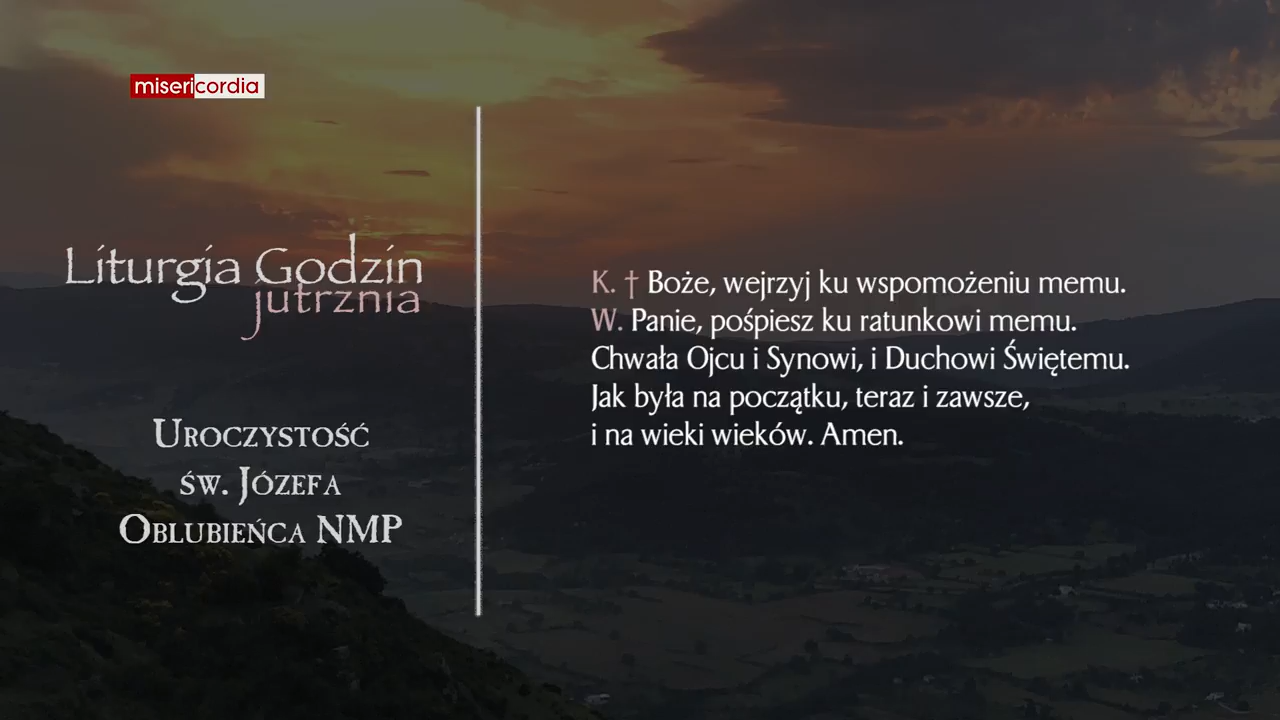 misericordia
Liturgia Godzin
jutrznia
Uroczystość
św. Józefa
Oblubieńca NMP
K. † Boże, wejrzyj ku wspomożeniu memu.
W. Panie, pośpiesz ku ratunkowi memu.
Chwała Ojcu i Synowi, i Duchowi Świętemu.
Jak była na początku, teraz i zawsze,
i na wieki wieków. Amen.